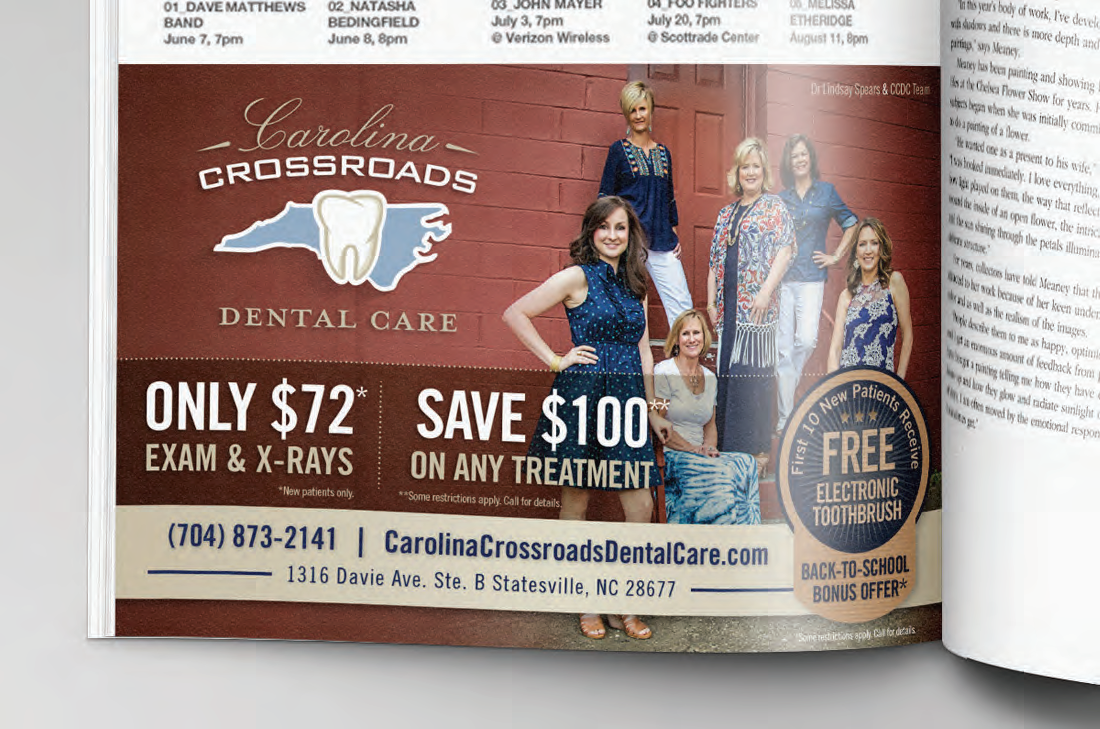 01_DAVE MATTHEWS
BAND
June 7, 7pm
02_NATASHA
BEDINGFIELD
June 8, 8pm
03_JOHN MAYER
July 3, 7pm
@ Verizon Wireless
04_FOO FIGHTERS
July 20, 7pm
@ Scottrade Center
05_MELISSA
ETHERIDGE
August 11, 8pm
Dr Lindsay Spears & CCDC Team
Carolina
CROSSROADS
DENTAL CARE
ONLY $72*
EXAM & X-RAYS
*New patients only.
SAVE $100**
ON ANY TREATMENT
**Some restrictions apply. Call for details.
First 10 New Patients Receive
FREE
ELECTRONIC
TOOTHBRUSH
BACK-TO-SCHOOL
BONUS OFFER*
(704) 873-2141 | CarolinaCrossroadsDentalCare.com
1316 Davie Ave. Ste. B Statesville, NC 28677
*Some restrictions apply. Call for details.
"In this year's body of work, I've develo
with shadows and there is more depth and
paintings," says Meaney.
Meaney has been painting and showing
lilies at the Chelsea Flower Show for years.
subjects began when she was initially commi
to do a painting of a flower.
"He wanted one as a present to his wife,"
"I was hooked immediately. I love everything,
how light played on them, the way that reflect
around the inside of an open flower, the intric
and the sun shining through the petals illumina
structure."
For years, collectors have told Meaney that th
attracted to her work because of her keen under
and as well as the realism of the images.
"People describe them to me as happy, optimi
I get an enormous amount of feedback from
a painting telling me how they have
up and how they glow and radiate sunlight
I am often moved by the emotional respon